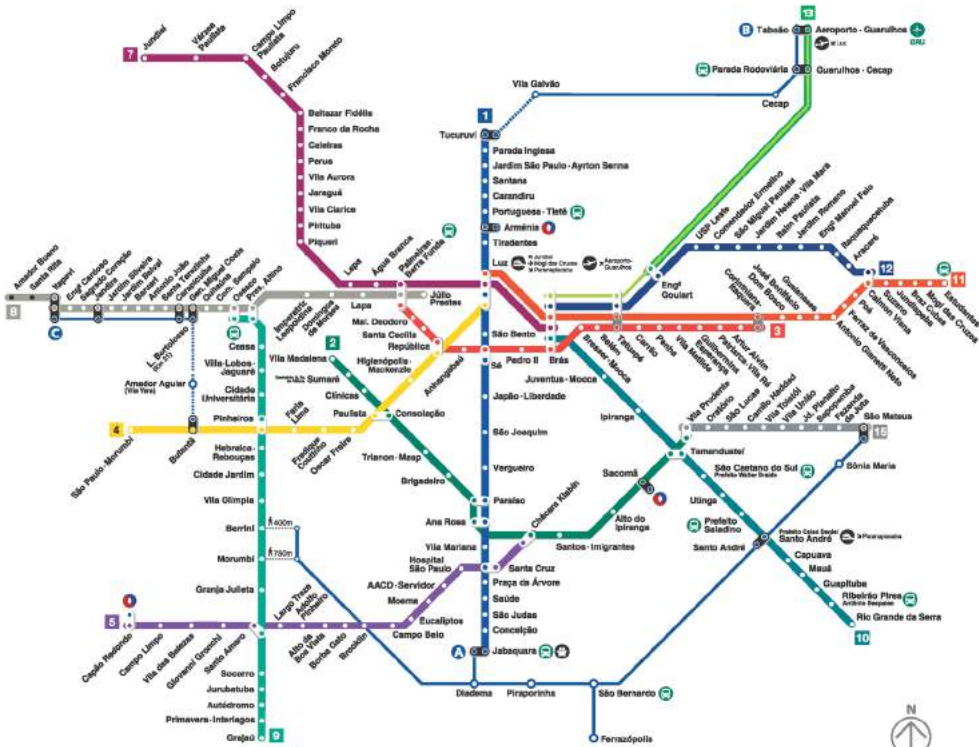 13
B
Taboão
Aeroporto - Guarulhos
GRU
7
Jundiaí
Várzea
Paulista
Campo Limpo
Paulista
Botujuru
Francisco Morato
Parada Rodoviária
Guarulhos - Cecap
Vila Galvão
Cecap
1
Tucuruvi
Baltazar Fidélis
Franco da Rocha
Caieiras
Perus
Vila Aurora
Jaraguá
Vila Clarice
Pirituba
Piqueri
Parada Inglesa
Jardim São Paulo - Ayrton Senna
Santana
Carandiru
Portuguesa - Tietê
Armênia
Tiradentes
Luz
Aeroporto-
Guarulhos
USP Leste
Comendador Ermelino
São Miguel Paulista
Jardim Helena - Vila Mara
Itaim Paulista
Jardim Romano
Engº Manoel Feio
Itaquaquecetuba
Aracaré
12
11
Engº
Goulart
Lapa
Água Branca
Palmeiras-
Barra Funda
Amador Bueno
Santa Rita
Itapevi
Engº Cardoso
Sagrado Coração
Jandira
Jardim Silveira
Jardim Belval
Barueri
Antonio João
Santa Terezinha
Carapicuíba
Gen. Miguel Costa
Quitaúna
Com. Sampaio
Osasco
Pres. Altino
8
C
Imperatriz
Leopoldina
Domingos
de Moraes
Lapa
Júlio
Prestes
Mal. Deodoro
Santa Cecília
República
Anhangabaú
São Bento
Sé
Pedro II
Brás
Bresser - Mooca
Belém
Tatuapé
Carrão
Penha
Vila Matilde
Guilhermina
Esperança
Patriarca - Vila Ré
Artur Alvim
Corinthians-
Itaquera
Dom Bosco
José Bonifácio
Guaianases
3
Antonio Gianetti Neto
Ferraz de Vasconcelos
Poá
Calmon Viana
Suzano
Jundiapeba
Braz Cubas
Mogi das Cruzes
Estudantes
2
Vila Madalena
Sumaré
Clínicas
Higienópolis-
Mackenzie
Paulista
Consolação
Trianon - Masp
Brigadeiro
Ceasa
Villa-Lobos-
Jaguaré
Cidade
Universitária
Pinheiros
Hebraica-
Rebouças
Cidade Jardim
Vila Olímpia
Berrini
400m
Morumbi
750m
Granja Julieta
Amador Aguiar
(Vila Yara)
Butantã
4
São Paulo - Morumbi
Faria
Lima
Fradique
Coutinho
Oscar Freire
Japão - Liberdade
São Joaquim
Vergueiro
Paraíso
Ana Rosa
Vila Mariana
Chácara Klabin
Santos - Imigrantes
Alto do
Ipiranga
Sacomã
Juventus - Mooca
Ipiranga
Tamanduateí
Vila Prudente
Oratório
São Lucas
Camilo Haddad
Vila Tolstói
Vila União
Jd. Planalto
Sapopemba
Fazenda
da Juta
São Mateus
15
Sônia Maria
São Caetano do Sul
Prefeito Walter Braido
Utinga
Prefeito
Saladino
Santo André
Prefeito Celso Daniel
Santo André
Paranapiacaba
Capuava
Mauá
Guapituba
Ribeirão Pires
Antônio Bespalec
Rio Grande da Serra
10
Hospital
São Paulo
Santa Cruz
Praça da Árvore
Saúde
São Judas
Conceição
A
Jabaquara
AACD - Servidor
Moema
Eucaliptos
Campo Belo
Brooklin
Borba Gato
Alto da
Boa Vista
Adolfo
Pinheiro
Largo Treze
Santo Amaro
Giovanni Gronchi
Vila das Belezas
Campo Limpo
Capão Redondo
5
Socorro
Jurubatuba
Autódromo
Primavera - Interlagos
Grajaú
9
Diadema
Piraporinha
São Bernardo
Ferrazópolis
N